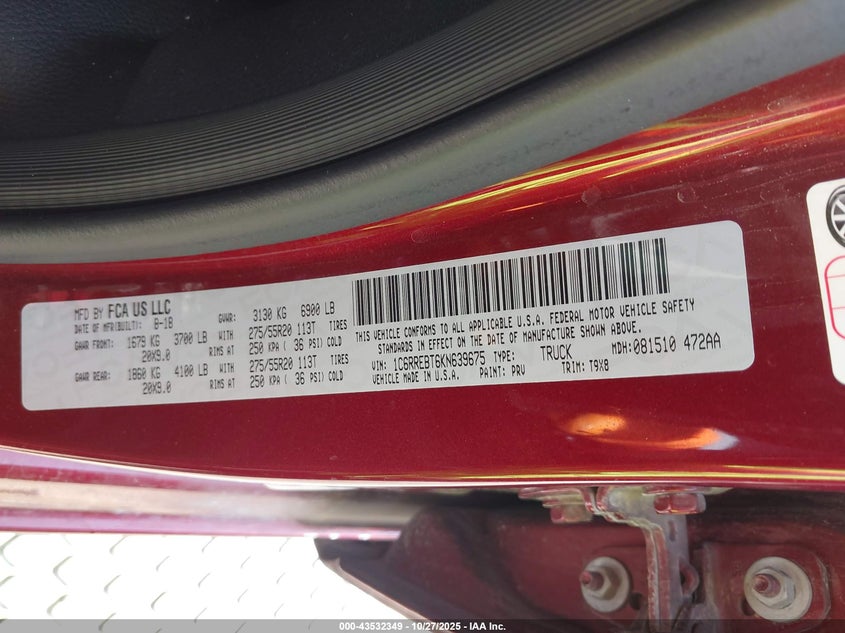 MFD BY FCA US LLC
DATE OF MFR(BUILT): 8-18 GVWR: 3130 KG 6900 LB
GAWR FRONT: 1679 KG 3700 LB WITH 275/55R20 113T TIRES
20X9.0 RIMS AT 250 KPA ( 36 PSI) COLD
GAWR REAR: 1860 KG 4100 LB WITH 275/55R20 113T TIRES
20X9.0 RIMS AT 250 KPA ( 36 PSI) COLD
THIS VEHICLE CONFORMS TO ALL APPLICABLE U.S.A. FEDERAL MOTOR VEHICLE SAFETY
STANDARDS IN EFFECT ON THE DATE OF MANUFACTURE SHOWN ABOVE.
VIN: 1C6RREBT6KN639675 TYPE: TRUCK MDH: 081510 472AA
VEHICLE MADE IN U.S.A. PAINT: PRV TRIM: T9X8
000-43532349 - 10/27/2025 - IAA Inc.